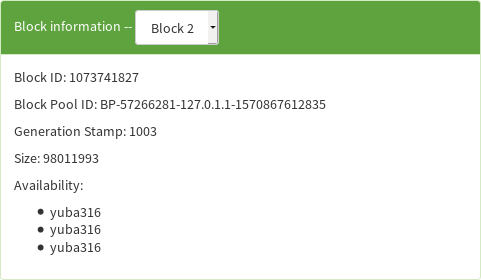 Block information -- Block 2
Block ID: 1073741827
Block Pool ID: BP-57266281-127.0.1.1-1570867612835
Generation Stamp: 1003
Size: 98011993
Availability:
yuba316
yuba316
yuba316